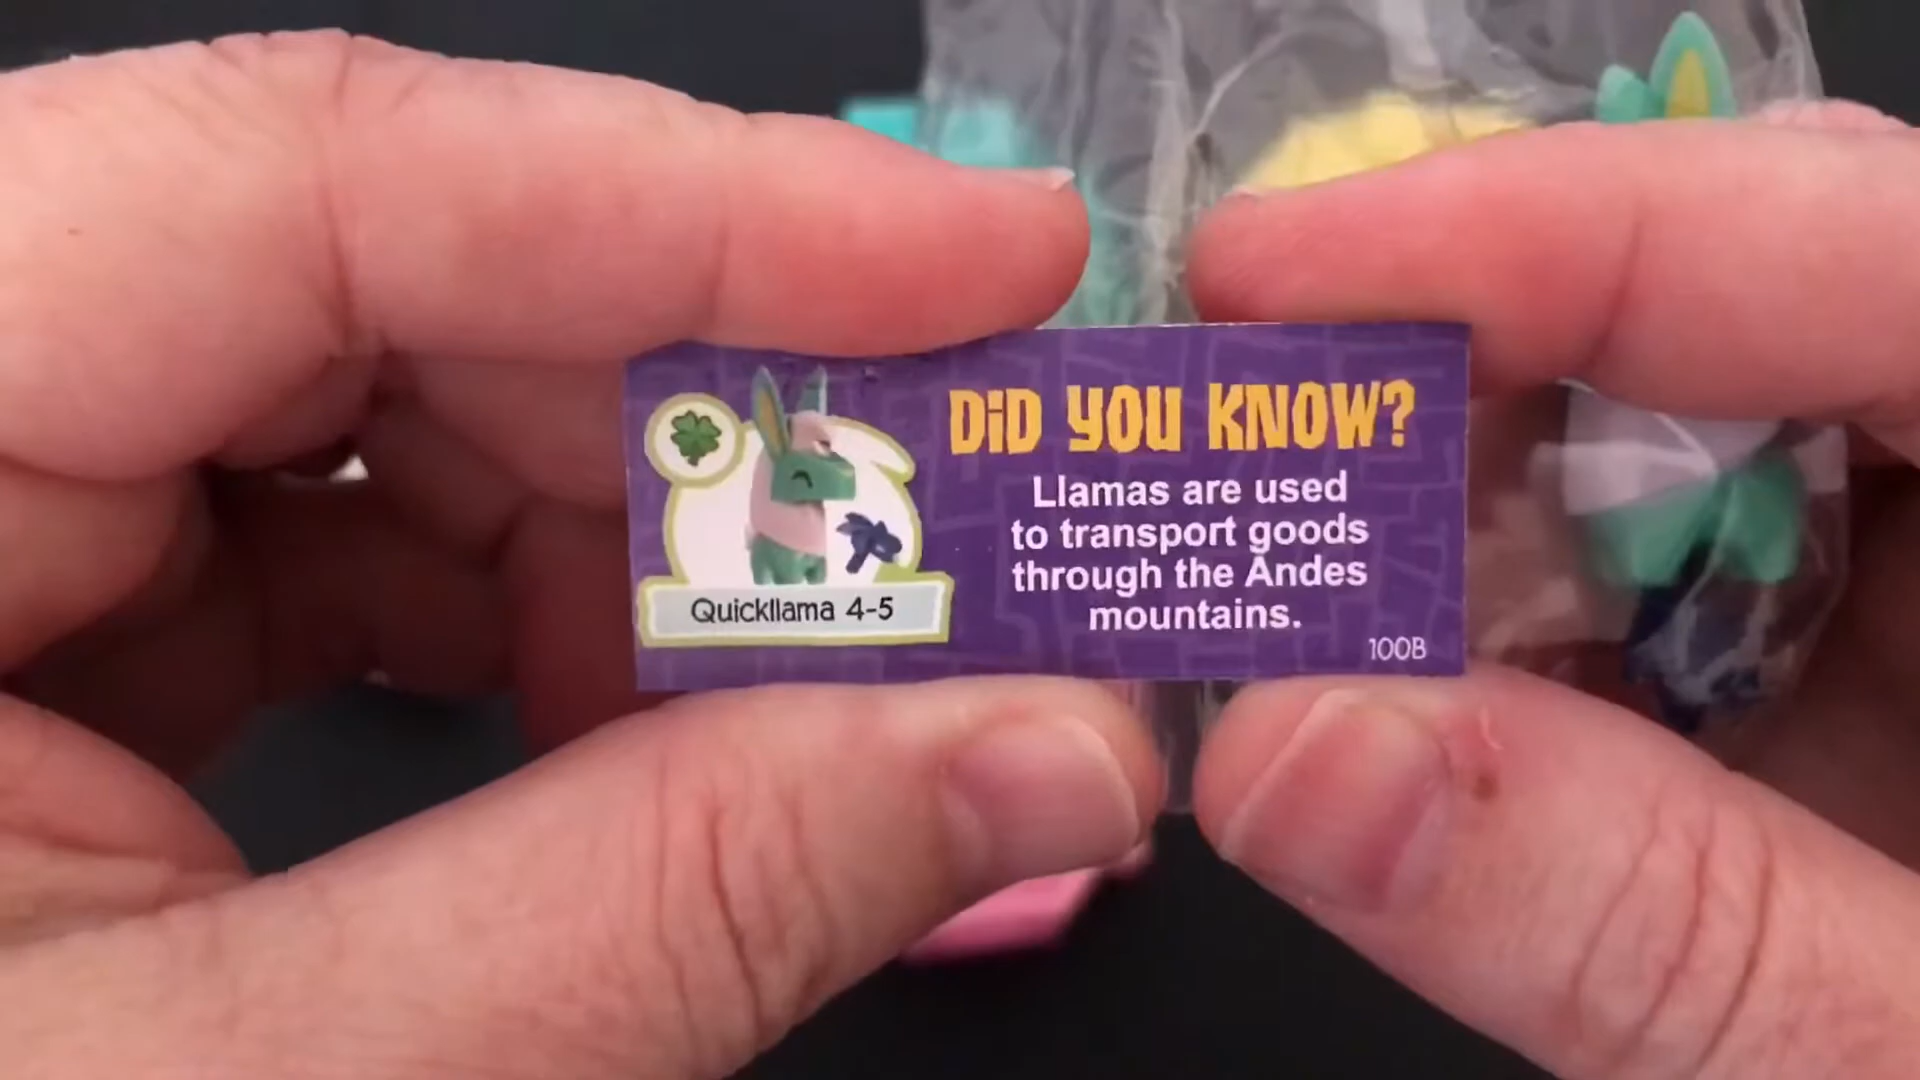 DiD YOU KNOW?
Llamas are used
to transport goods
through the Andes
mountains.
Quickllama 4-5
100B